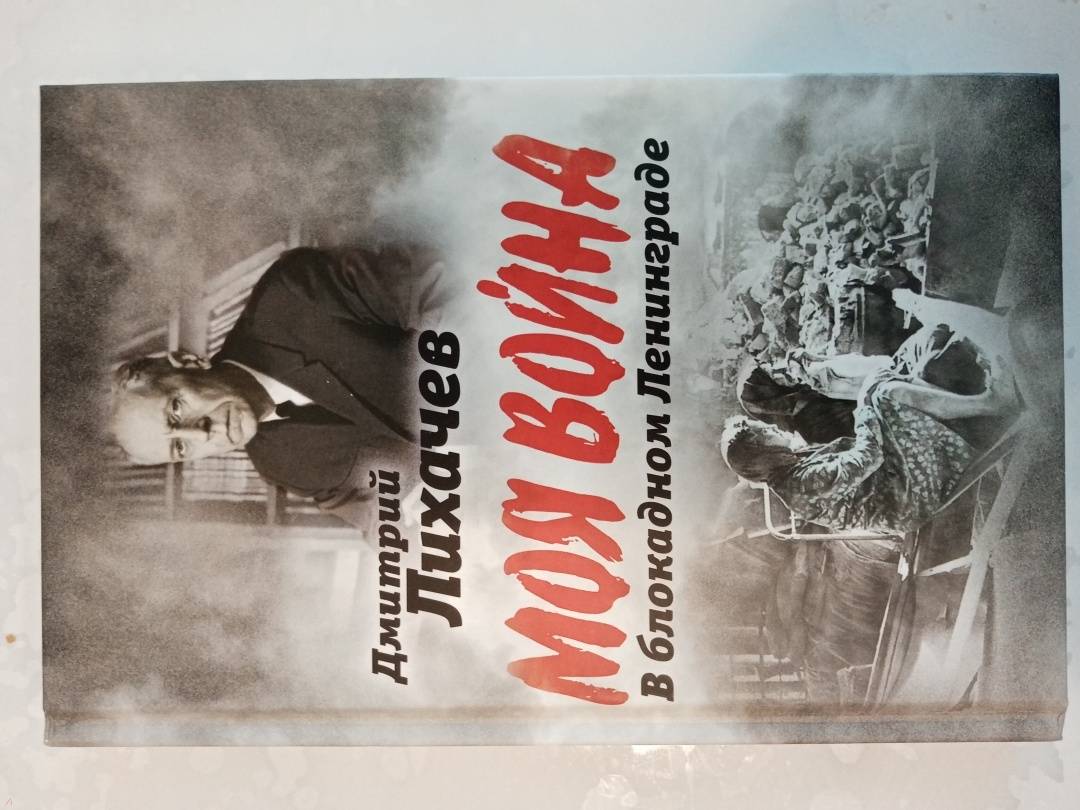 Дмитрий
Лихачев
МОЯ ВОЙНА
В блокадном Ленинграде